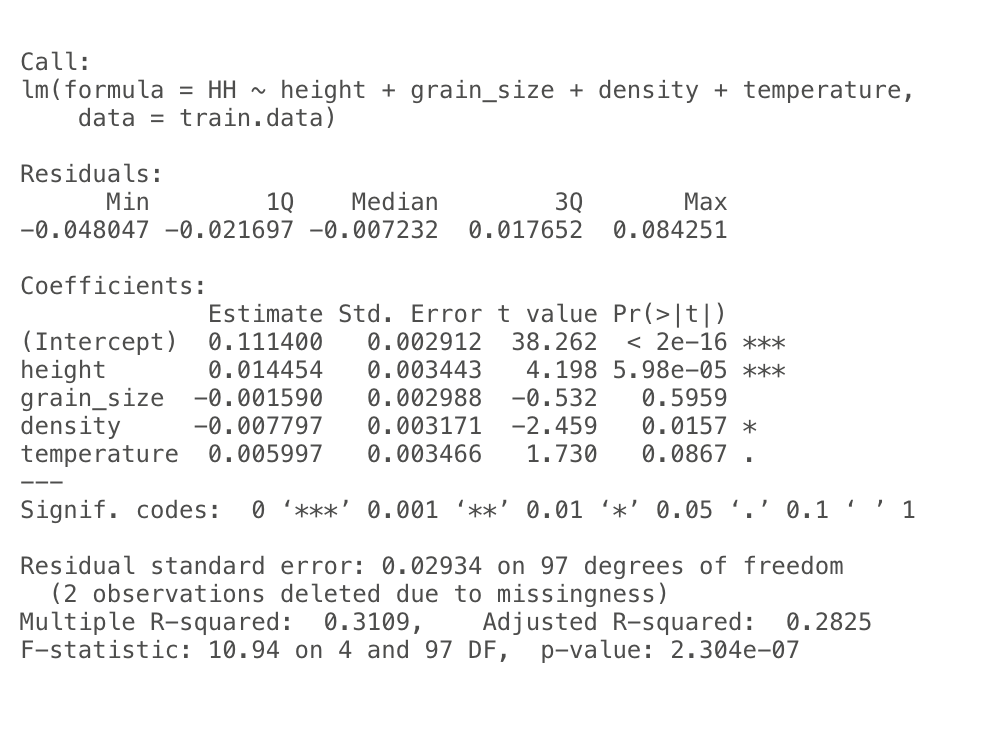 Call:
lm(formula = HH ~ height + grain_size + density + temperature,
    data = train.data)

Residuals:
      Min        1Q    Median        3Q       Max
-0.048047 -0.021697 -0.007232  0.017652  0.084251

Coefficients:
             Estimate Std. Error t value Pr(>|t|)
(Intercept)  0.111400   0.002912  38.262  < 2e-16 ***
height       0.014454   0.003443   4.198 5.98e-05 ***
grain_size  -0.001590   0.002988  -0.532   0.5959
density     -0.007797   0.003171  -2.459   0.0157 *
temperature  0.005997   0.003466   1.730   0.0867 .
---
Signif. codes:  0 ‘***’ 0.001 ‘**’ 0.01 ‘*’ 0.05 ‘.’ 0.1 ‘ ’ 1

Residual standard error: 0.02934 on 97 degrees of freedom
  (2 observations deleted due to missingness)
Multiple R-squared:  0.3109,    Adjusted R-squared:  0.2825
F-statistic: 10.94 on 4 and 97 DF,  p-value: 2.304e-07